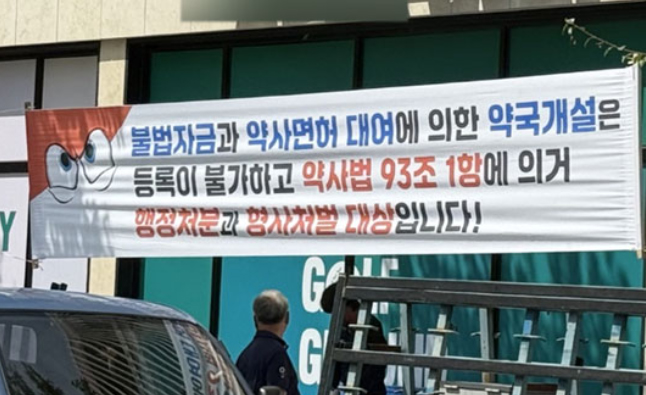 불법자금과 약사면허 대여에 의한 약국개설은
등록이 불가하고 약사법 93조 1항에 의거
행정처분과 형사처벌 대상입니다!
Y
GOLF